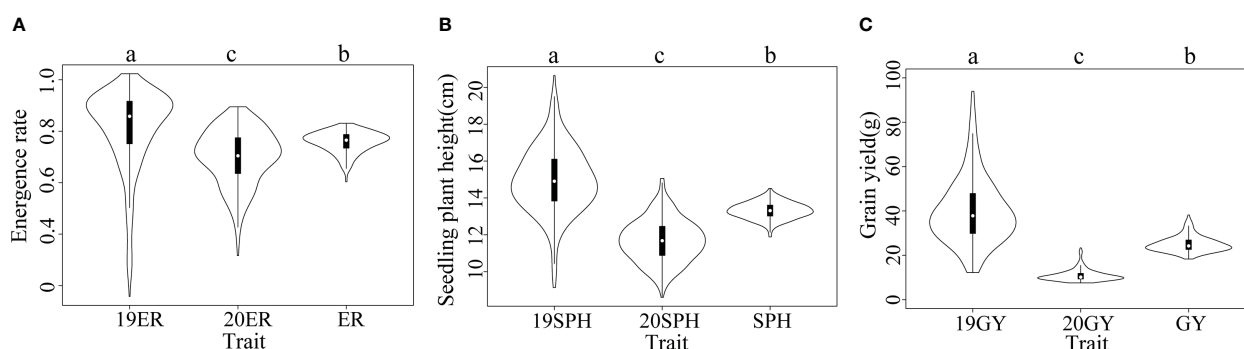 A
a c b
Energence rate
1.0
0.8
0.6
0.4
0
19ER 20ER ER
Trait
B
a c b
Seedling plant height(cm)
20
18
16
14
12
10
19SPH 20SPH SPH
Trait
C
a c b
Grain yield(g)
100
80
60
40
20
0
19GY 20GY GY
Trait